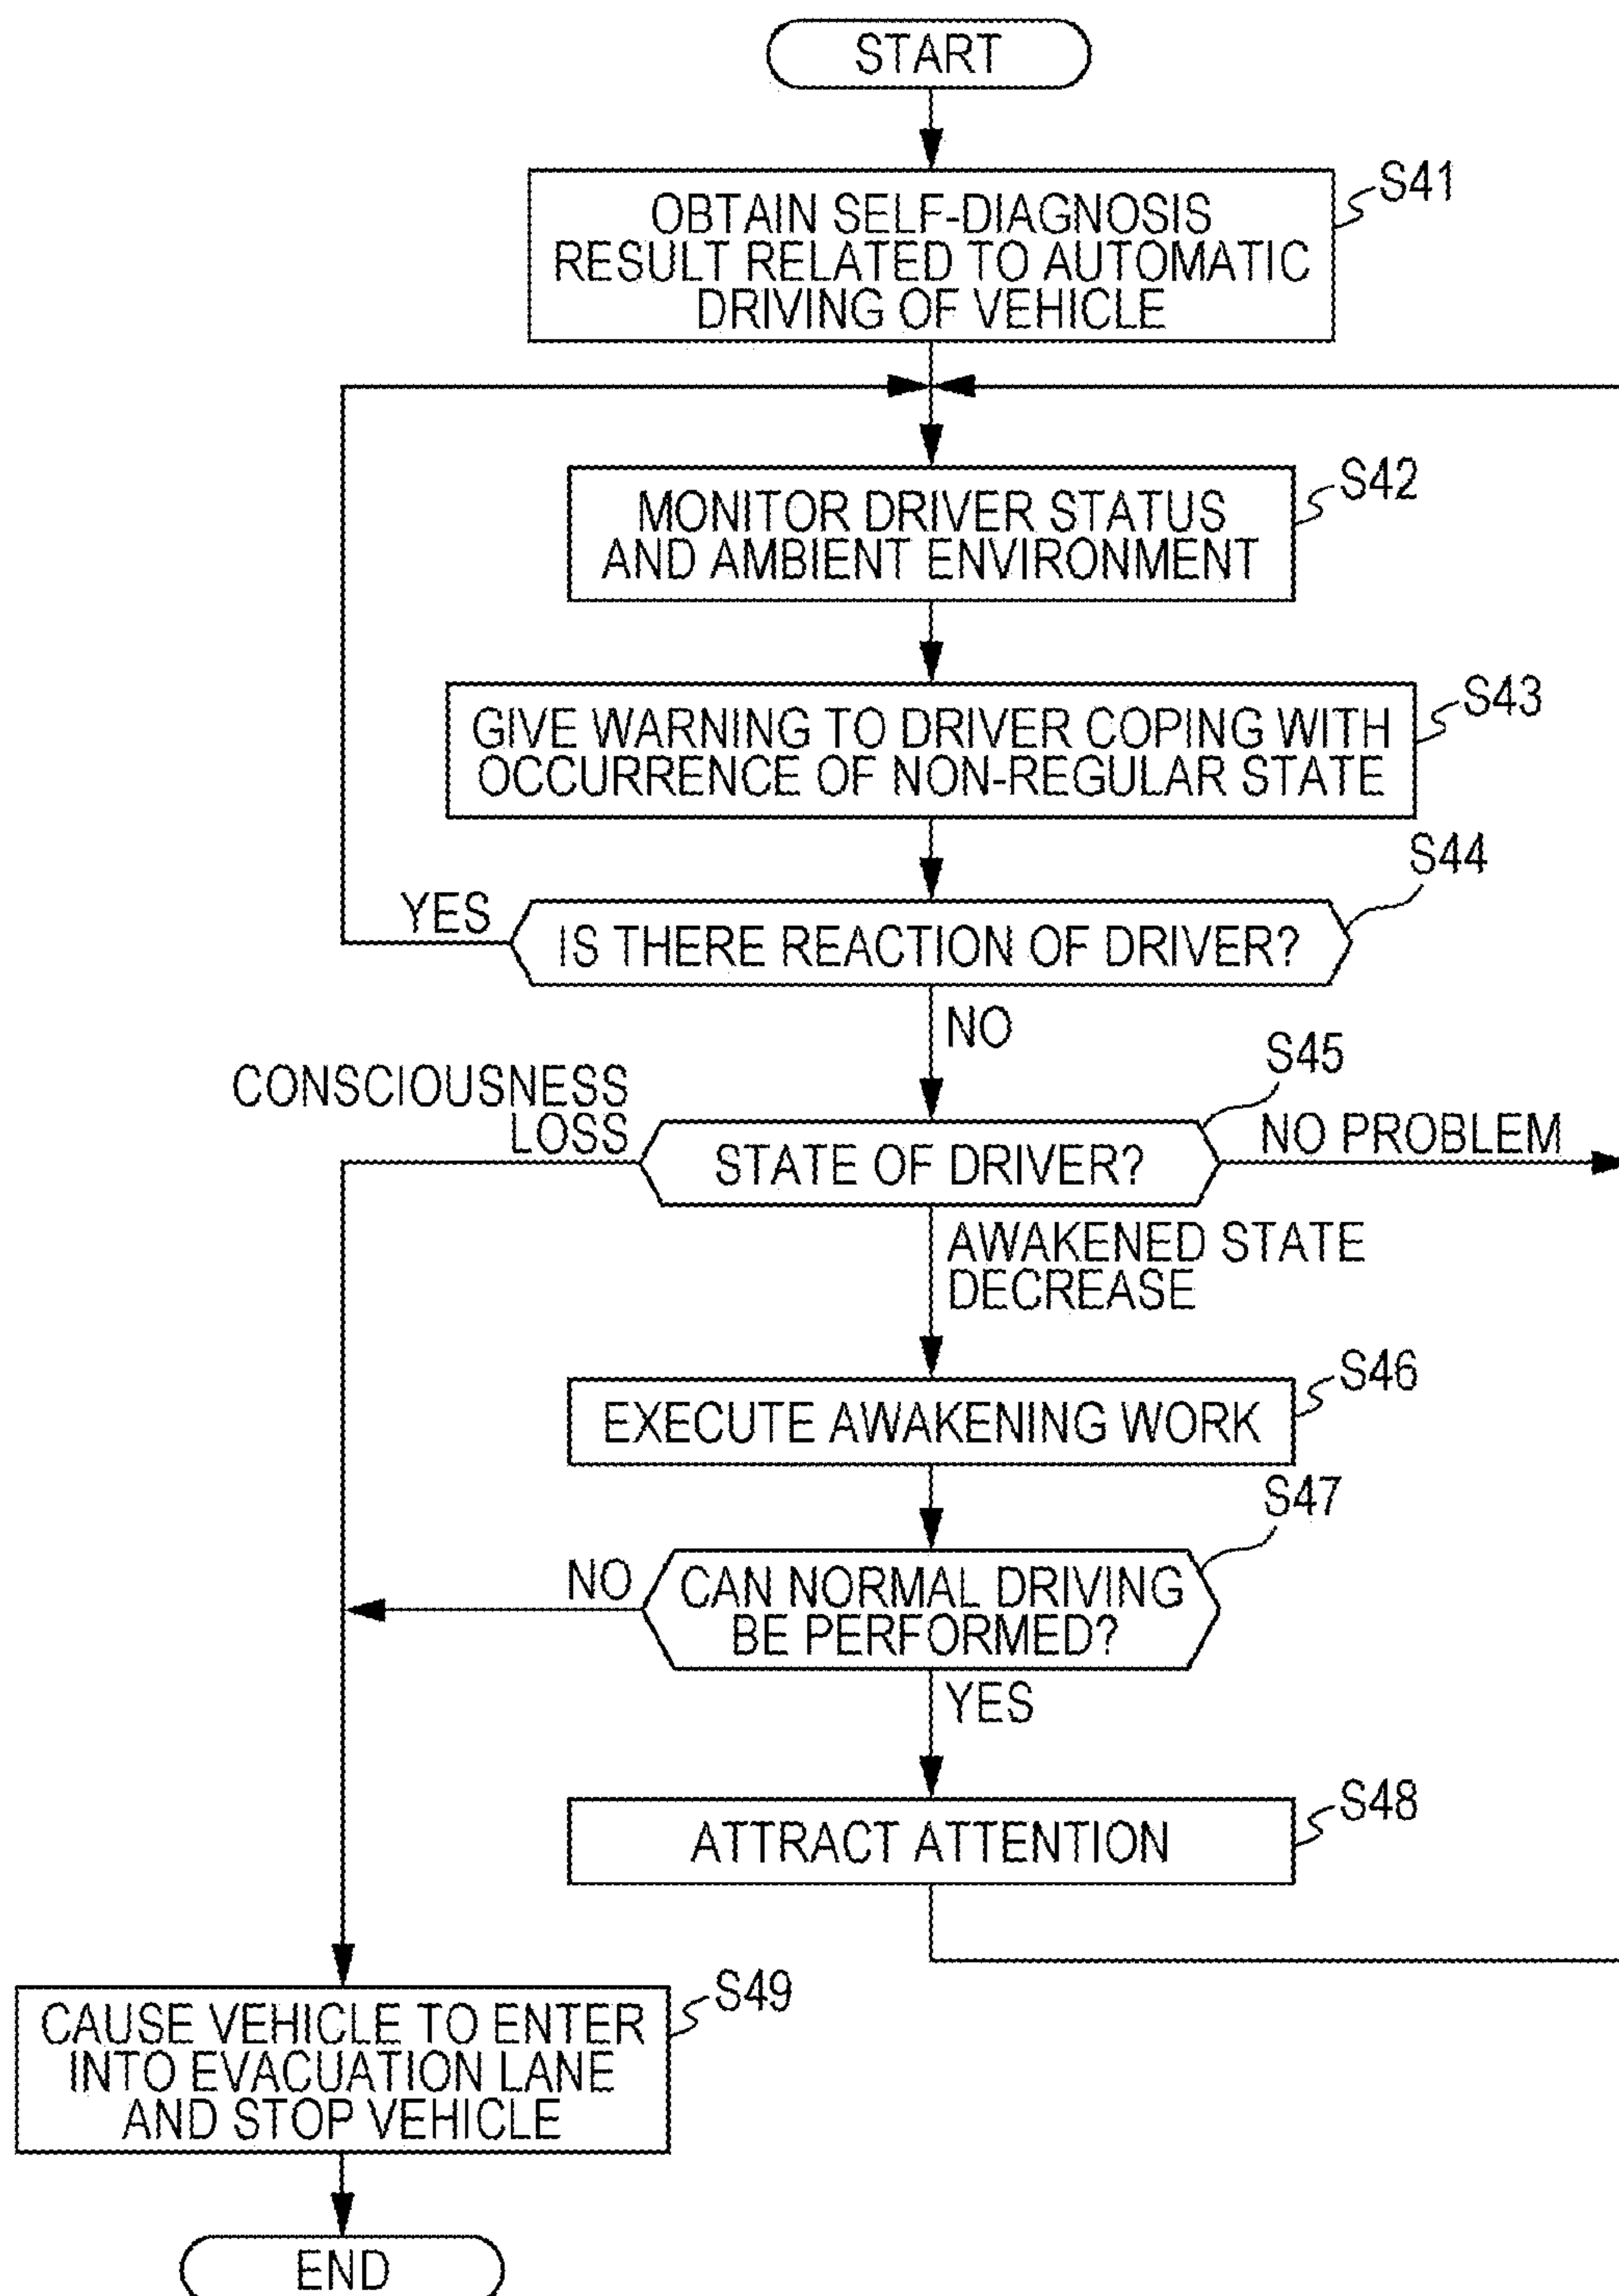 START
S41
OBTAIN SELF-DIAGNOSIS
RESULT RELATED TO AUTOMATIC
DRIVING OF VEHICLE
S42
MONITOR DRIVER STATUS
AND AMBIENT ENVIRONMENT
S43
GIVE WARNING TO DRIVER COPING WITH
OCCURRENCE OF NON-REGULAR STATE
S44
YES
IS THERE REACTION OF DRIVER?
NO
S45
CONSCIOUSNESS
LOSS
STATE OF DRIVER?
NO PROBLEM
AWAKENED STATE
DECREASE
S46
EXECUTE AWAKENING WORK
S47
NO
CAN NORMAL DRIVING
BE PERFORMED?
YES
S48
ATTRACT ATTENTION
S49
CAUSE VEHICLE TO ENTER
INTO EVACUATION LANE
AND STOP VEHICLE
END